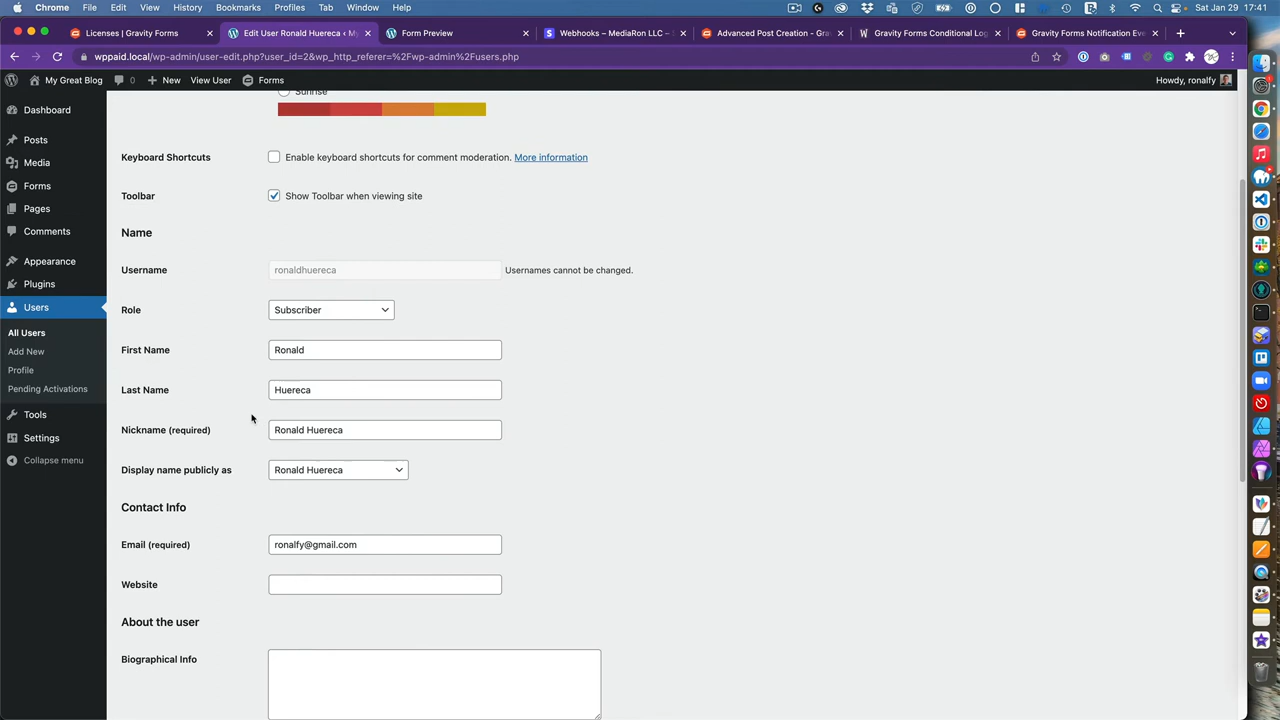 Chrome File Edit View History Bookmarks Profiles Tab Window Help Sat Jan 29 17:41
Licenses | Gravity Forms
Edit User Ronald Huereca ‹ M
Form Preview
Webhooks – MediaRon LLC – S
Advanced Post Creation - Gra
Gravity Forms Conditional Log
Gravity Forms Notification Eve
wppaid.local/wp-admin/user-edit.php?user_id=2&wp_http_referer=%2Fwp-admin%2Fusers.php
My Great Blog 0 New View User Forms Howdy, ronalfy
Dashboard
Posts
Media
Forms
Pages
Comments
Appearance
Plugins
Users
All Users
Add New
Profile
Pending Activations
Tools
Settings
Collapse menu
Sunrise
Keyboard Shortcuts Enable keyboard shortcuts for comment moderation. More information
Toolbar Show Toolbar when viewing site
Name
Username ronaldhuereca Usernames cannot be changed.
Role Subscriber
First Name Ronald
Last Name Huereca
Nickname (required) Ronald Huereca
Display name publicly as Ronald Huereca
Contact Info
Email (required) ronalfy@gmail.com
Website
About the user
Biographical Info